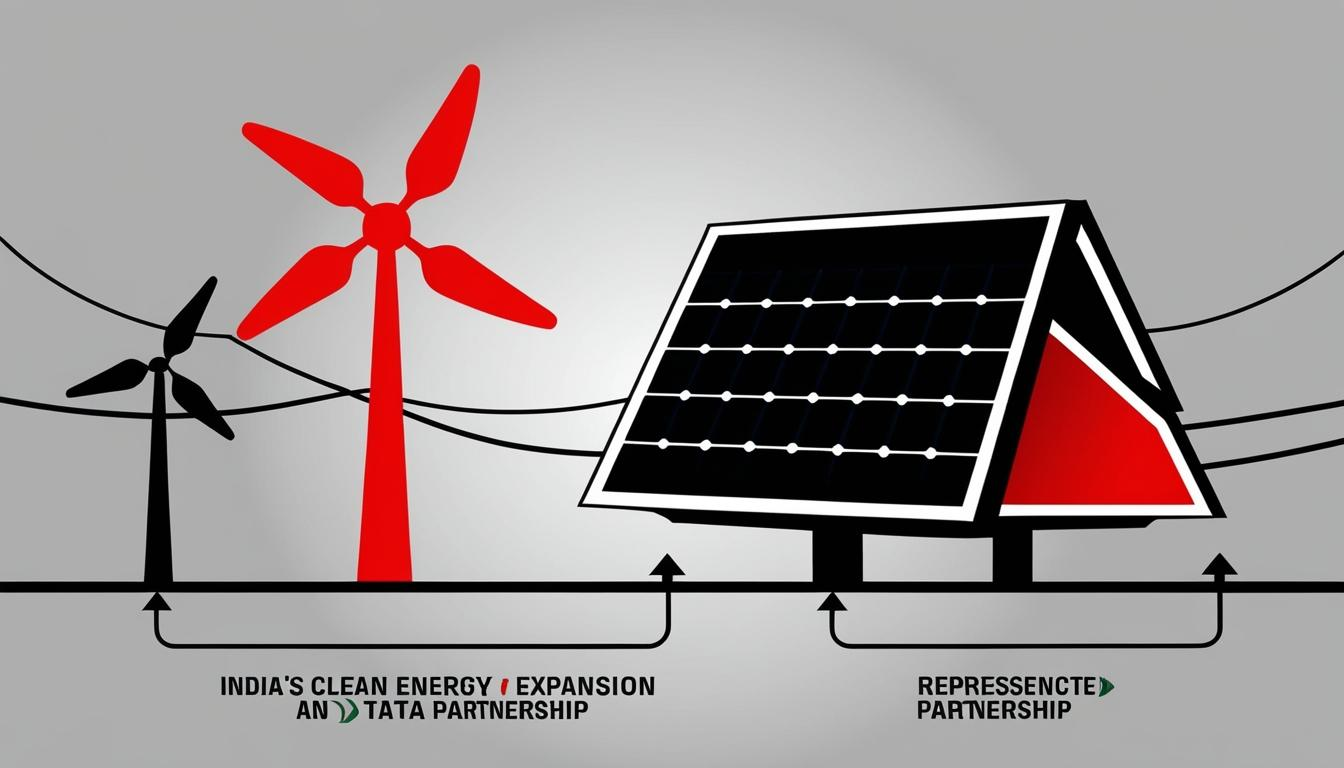 INDIA'S CLEAN ENERGY EXPANSION
AN TATA PARTNERSHIP
REPRESSENCTE
PARTNERSHIP